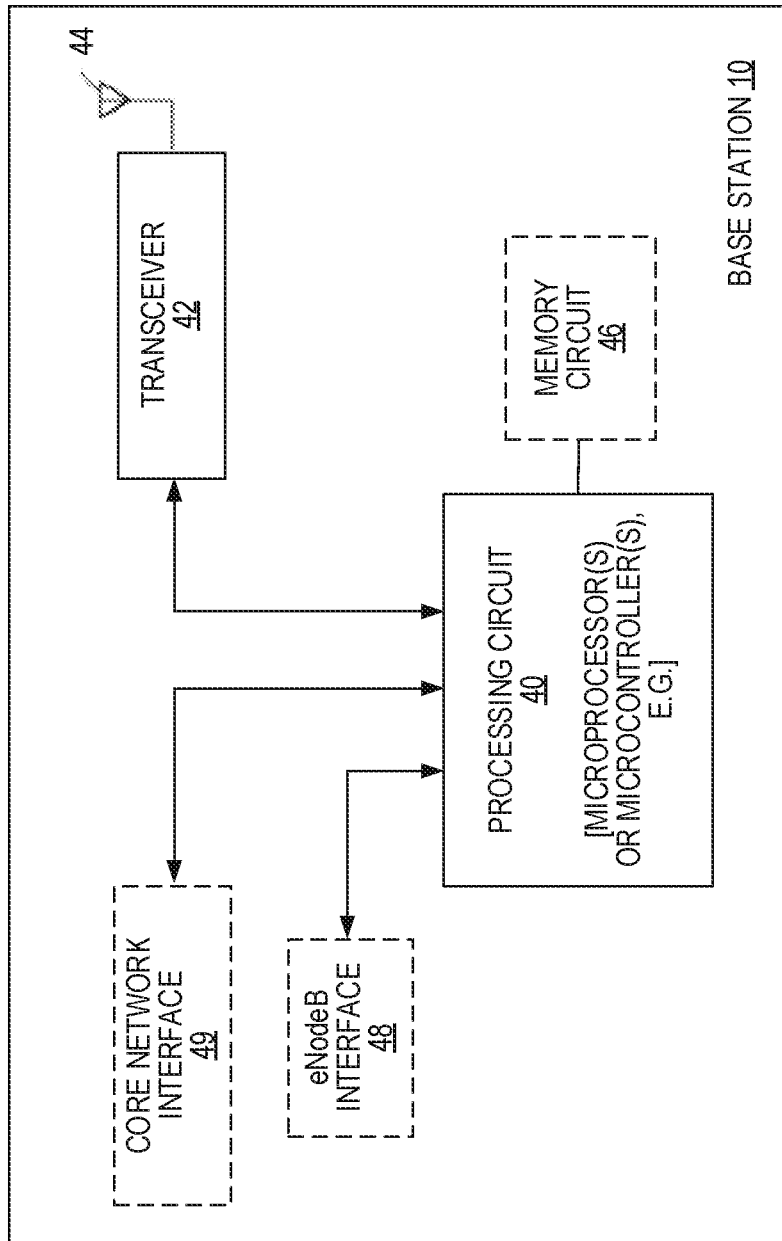 CORE NETWORK
INTERFACE
49
eNodeB
INTERFACE
48
TRANSCEIVER
42
44
PROCESSING CIRCUIT
40
[MICROPROCESSOR(S)
OR MICROCONTROLLER(S),
E.G.]
MEMORY
CIRCUIT
46
BASE STATION 10